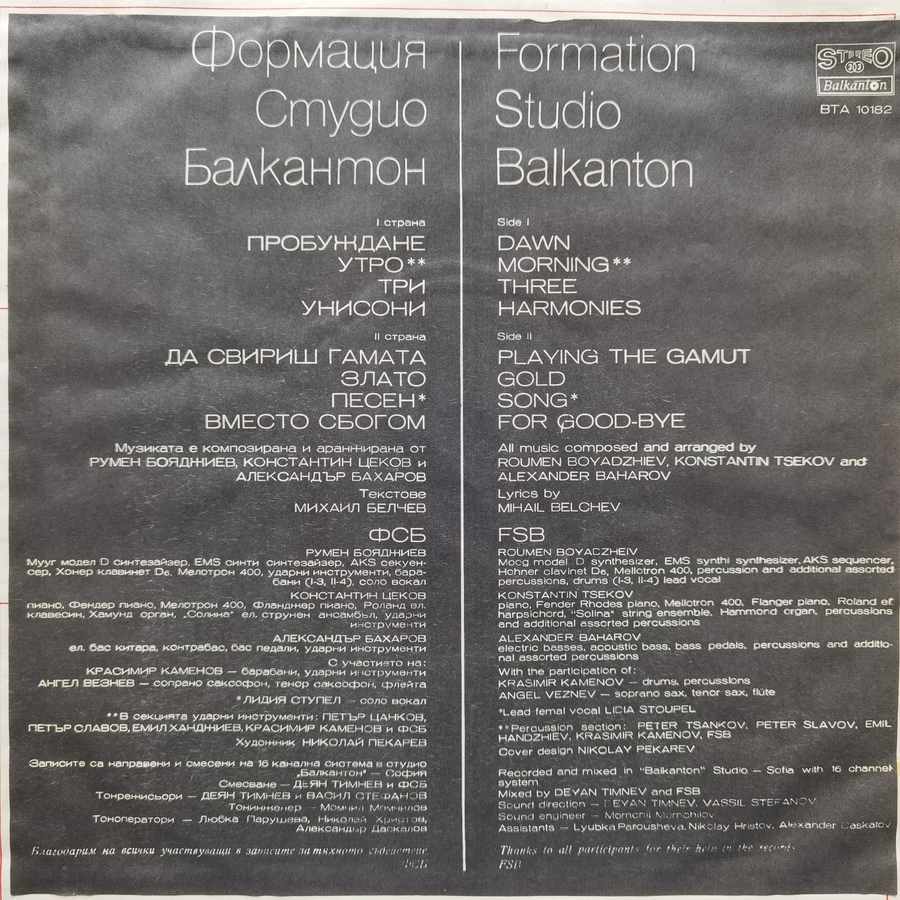 Формация
Студио
Балкантон
I страна
ПРОБУЖДАНЕ
УТРО**
ТРИ
УНИСОНИ
II страна
ДА СВИРИШ ГАМАТА
ЗЛАТО
ПЕСЕН*
ВМЕСТО СБОГОМ
Музиката е композирана и аранжирана от
РУМЕН БОЯДЖИЕВ, КОНСТАНТИН ЦЕКОВ и
АЛЕКСАНДЪР БАХАРОВ
Текстове
МИХАИЛ БЕЛЧЕВ
ФСБ
РУМЕН БОЯДЖИЕВ
Мууг модел D синтезайзер, EMS синти синтезайзер, AKS секуен-
сер, Хонер клавинет D6, Мелотрон 400, ударни инструменти, бара-
бани (I-3, II-4), соло вокал
КОНСТАНТИН ЦЕКОВ
пиано, Фендер пиано, Мелотрон 400, Фланджер пиано, Роланд ел.
клавесин, Хамунд орган, „Солина" ел. струнен ансамбъл, ударни
инструменти
АЛЕКСАНДЪР БАХАРОВ
ел. бас китара, контрабас, бас педали, ударни инструменти
С участието на:
КРАСИМИР КАМЕНОВ — барабани, ударни инструменти
АНГЕЛ ВЕЗНЕВ — сопрано саксофон, тенор саксофон, флейта
* ЛИДИЯ СТУПЕЛ — соло вокал
**В секцията ударни инструменти: ПЕТЪР ЦАНКОВ,
ПЕТЪР СЛАВОВ, ЕМИЛ ХАНДЖИЕВ, КРАСИМИР КАМЕНОВ и ФСБ
Художник НИКОЛАЙ ПЕКАРЕВ
Записите са направени и смесени на 16 канална система в студио
„Балкантон" — София
Смесване — ДЕЯН ТИМНЕВ и ФСБ
Тонрежисьори — ДЕЯН ТИМНЕВ и ВАСИЛ СТЕФАНОВ
Тонинженер — Момчил Момчилов
Тоноператори — Любка Парушева, Николай Христов,
Александър Даскалов
Благодарим на всички участвуващи в записите за тяхното съдействие
ФСБ
Formation
Studio
Balkanton
STEREO
303
Balkanton
BTA 10182
Side I
DAWN
MORNING**
THREE
HARMONIES
Side II
PLAYING THE GAMUT
GOLD
SONG*
FOR GOOD-BYE
All music composed and arranged by
ROUMEN BOYADZHIEV, KONSTANTIN TSEKOV and
ALEXANDER BAHAROV
Lyrics by
MIHAIL BELCHEV
FSB
ROUMEN BOYADZHEIV
Moog model D synthesizer, EMS synthi synthesizer, AKS sequencer,
Hohner clavinet D6, Mellotron 400, percussion and additional assorted
percussions, drums (I-3, II-4) lead vocal
KONSTANTIN TSEKOV
piano, Fender Rhodes piano, Mellotron 400, Flanger piano, Roland el.
harpsichord, "Solina" string ensemble, Hammond organ, percussions
and additional assorted percussions
ALEXANDER BAHAROV
electric basses, acoustic bass, bass pedals, percussions and additio-
nal assorted percussions
With the participation of:
KRASIMIR KAMENOV — drums, percussions
ANGEL VEZNEV — soprano sax, tenor sax, flute
*Lead femal vocal LIDIA STOUPEL
**Percussion section: PETER TSANKOV, PETER SLAVOV, EMIL
HANDZHIEV, KRASIMIR KAMENOV, FSB
Cover design NIKOLAY PEKAREV
Recorded and mixed in "Balkanton" Studio — Sofia with 16 channel
system
Mixed by DEYAN TIMNEV and FSB
Sound direction — DEYAN TIMNEV, VASSIL STEFANOV
Sound engineer — Momchil Momchilov
Assistants — Lyubka Parousheva, Nikolay Hristov, Alexander Daskalov
Thanks to all participants for their help in the records
FSB